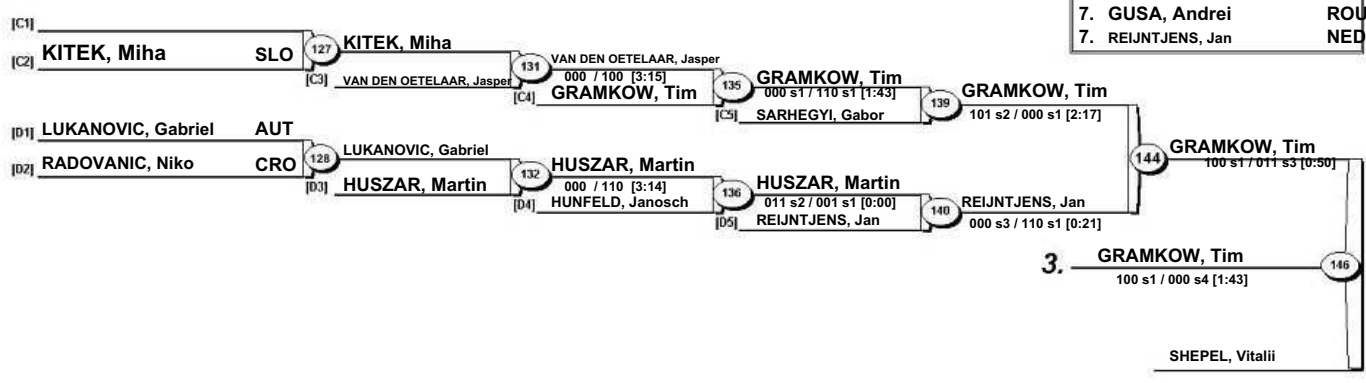 7. GUSA, Andrei ROU
7. REIJNTJENS, Jan NED
[C1]
[C2] KITEK, Miha SLO
127
KITEK, Miha
[C3] VAN DEN OETELAAR, Jasper
131
VAN DEN OETELAAR, Jasper
000 / 100 [3:15]
[C4] GRAMKOW, Tim
135
GRAMKOW, Tim
000 s1 / 110 s1 [1:43]
[C5] SARHEGYI, Gabor
139
GRAMKOW, Tim
101 s2 / 000 s1 [2:17]
[D1] LUKANOVIC, Gabriel AUT
[D2] RADOVANIC, Niko CRO
128
LUKANOVIC, Gabriel
[D3] HUSZAR, Martin
132
HUSZAR, Martin
000 / 110 [3:14]
[D4] HUNFELD, Janosch
136
HUSZAR, Martin
011 s2 / 001 s1 [0:00]
[D5] REIJNTJENS, Jan
140
REIJNTJENS, Jan
000 s3 / 110 s1 [0:21]
144
GRAMKOW, Tim
100 s1 / 011 s3 [0:50]
3. GRAMKOW, Tim
100 s1 / 000 s4 [1:43]
146
SHEPEL, Vitalii